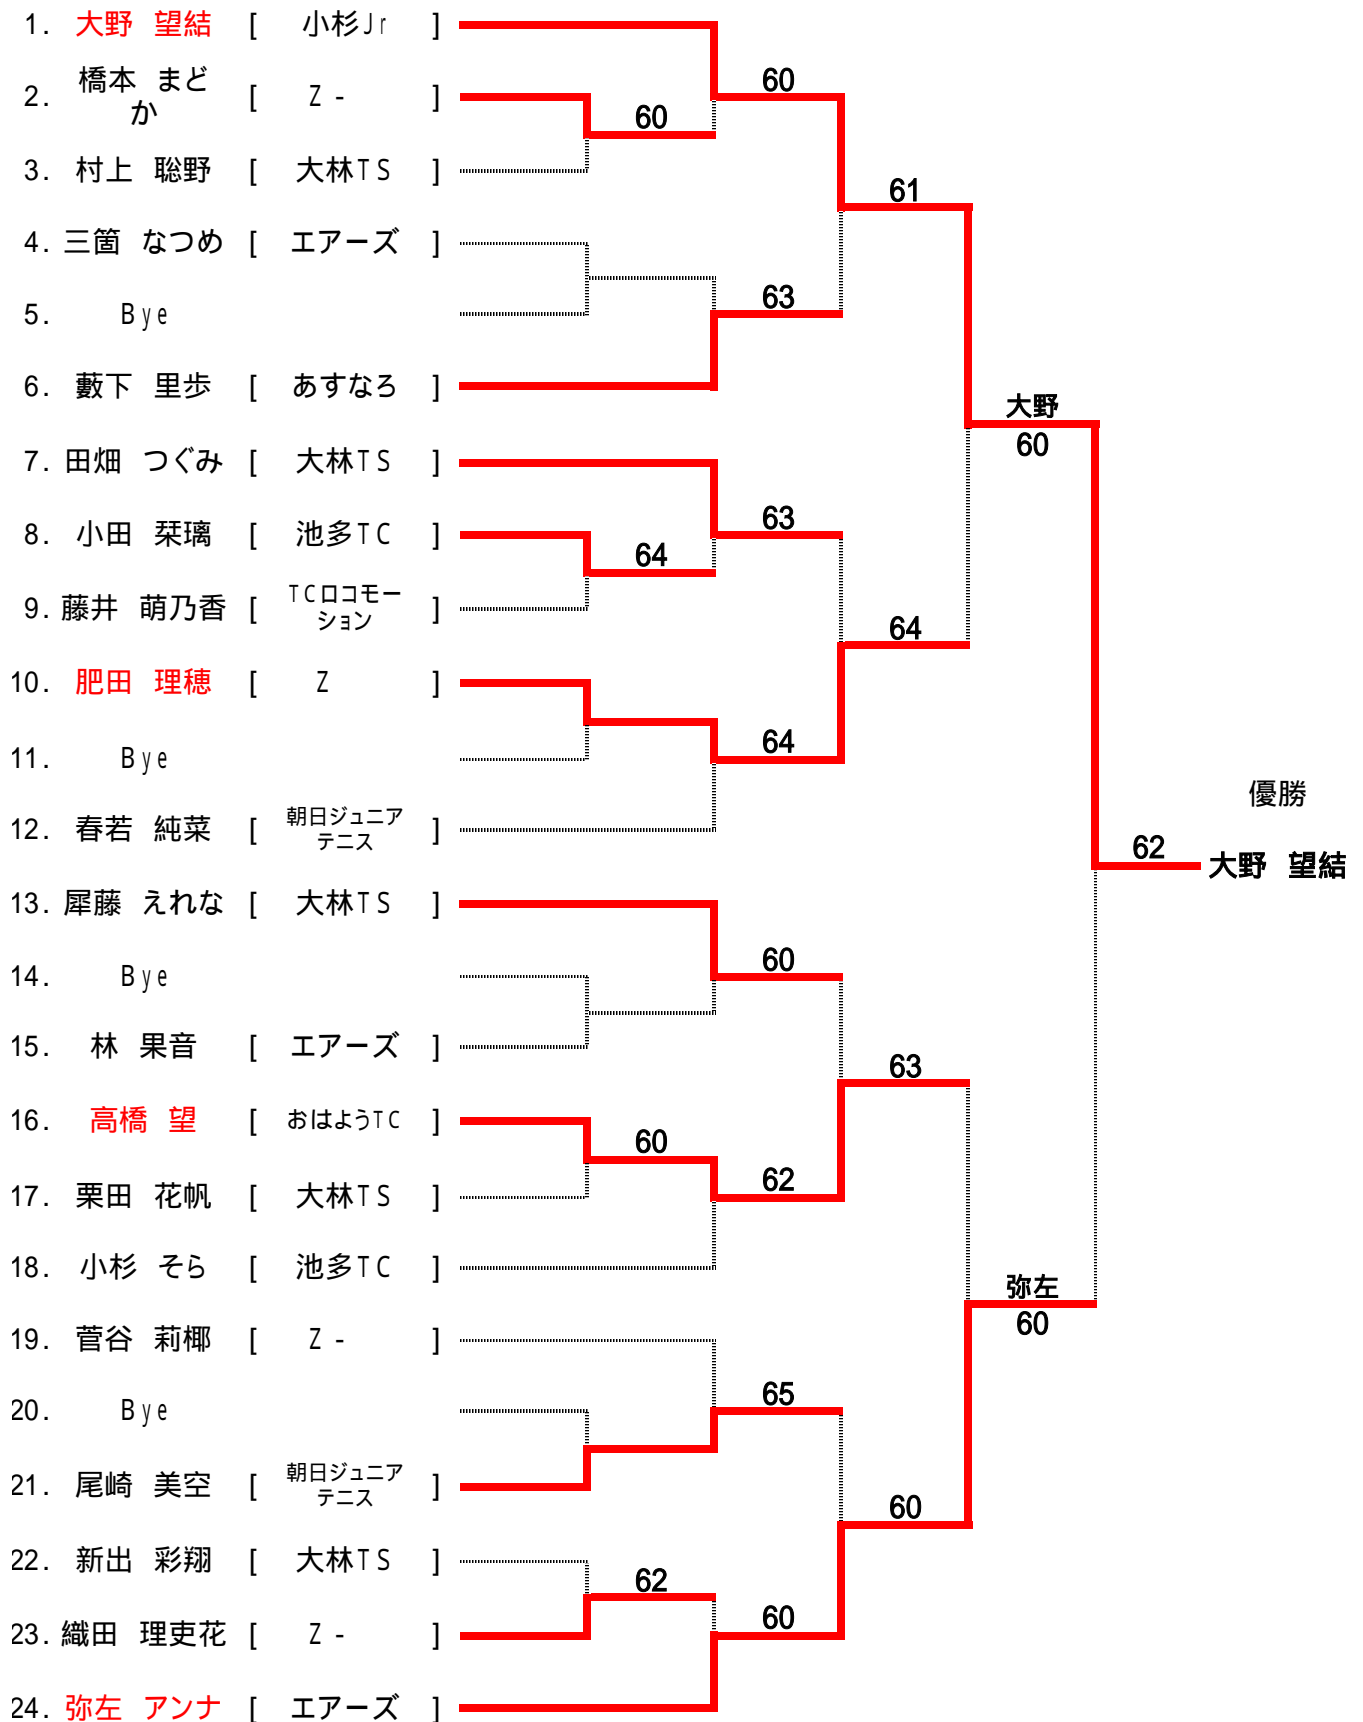 1. 大野 望結 [ 小杉Jr ]
60
2. 橋本 まど
か [ Z - ]
60
3. 村上 聡野 [ 大林TS ]
61
4. 三箇 なつめ [ エアーズ ]
63
5. Bye
6. 藪下 里歩 [ あすなろ ]
大野
60
7. 田畑 つぐみ [ 大林TS ]
63
8. 小田 栞璃 [ 池多TC ]
64
9. 藤井 萌乃香 [ TCロコモー
ション ]
64
10. 肥田 理穂 [ Z ]
64
11. Bye
優勝
12. 春若 純菜 [ 朝日ジュニア
テニス ]
62
大野 望結
13. 犀藤 えれな [ 大林TS ]
60
14. Bye
15. 林 果音 [ エアーズ ]
63
16. 高橋 望 [ おはようTC ]
60
62
17. 栗田 花帆 [ 大林TS ]
18. 小杉 そら [ 池多TC ]
弥左
60
19. 菅谷 莉椰 [ Z - ]
65
20. Bye
21. 尾崎 美空 [ 朝日ジュニア
テニス ]
60
22. 新出 彩翔 [ 大林TS ]
62
60
23. 織田 理吏花 [ Z - ]
24. 弥左 アンナ [ エアーズ ]